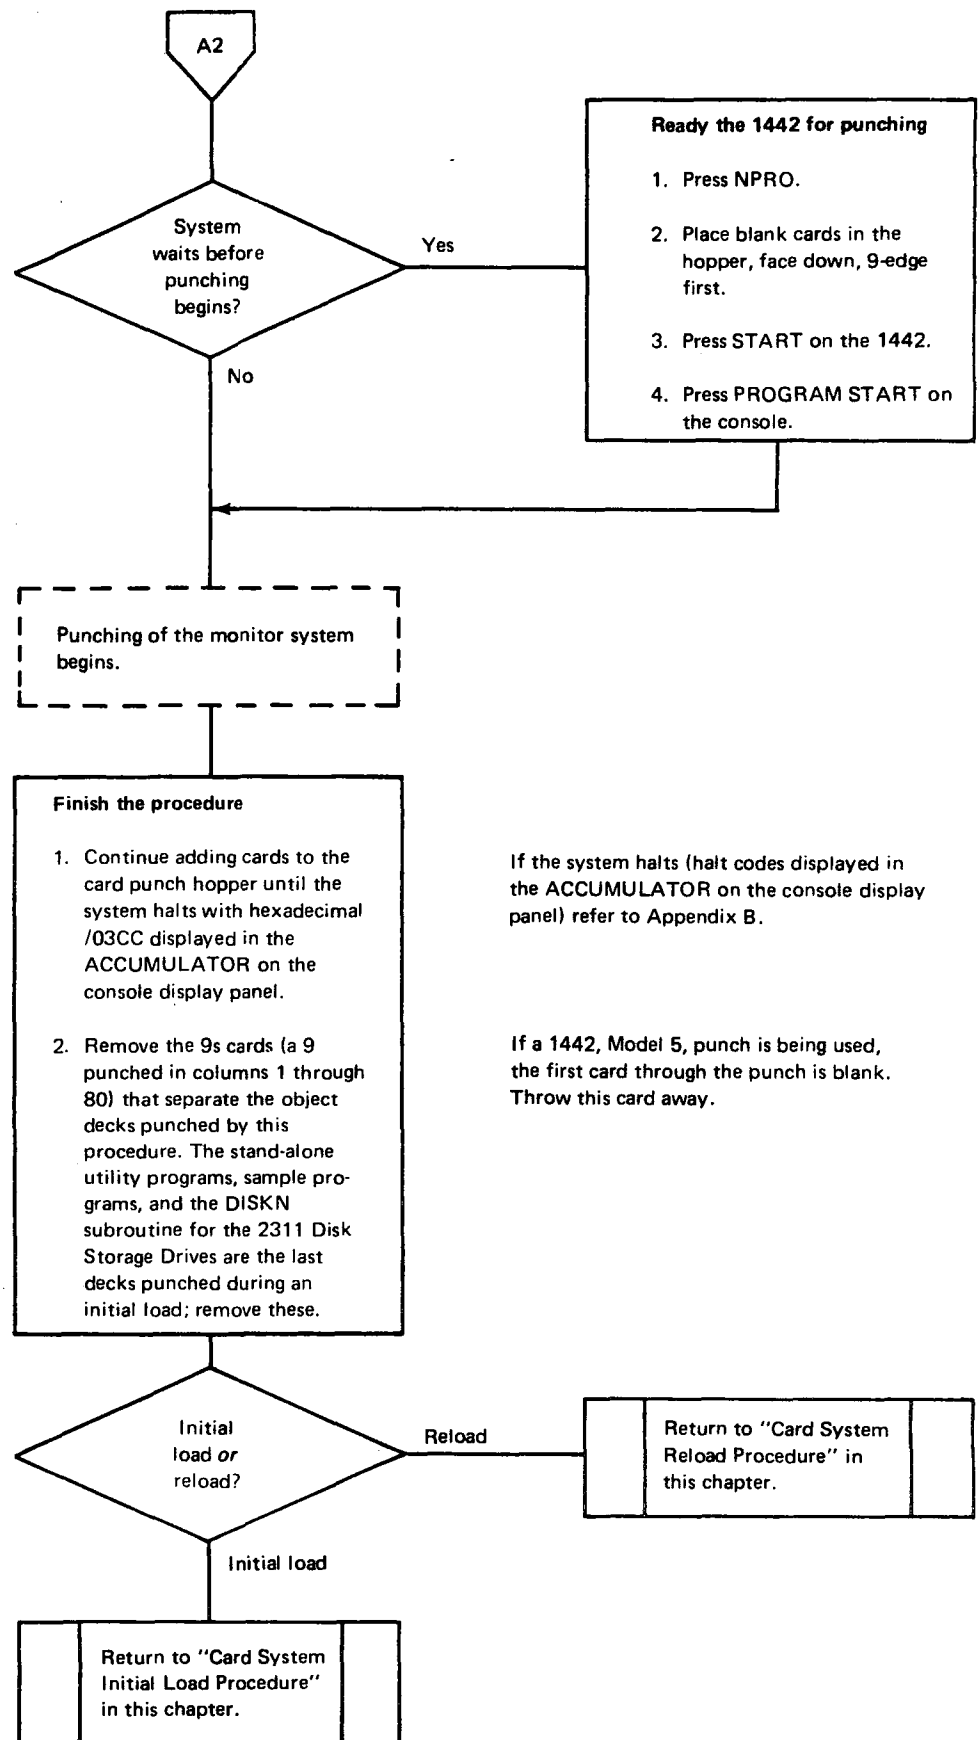 A2
System
waits before
punching
begins?
Yes
No
Ready the 1442 for punching
1. Press NPRO.
2. Place blank cards in the
hopper, face down, 9-edge
first.
3. Press START on the 1442.
4. Press PROGRAM START on
the console.
Punching of the monitor system
begins.
Finish the procedure
1. Continue adding cards to the
card punch hopper until the
system halts with hexadecimal
/03CC displayed in the
ACCUMULATOR on the
console display panel.
2. Remove the 9s cards (a 9
punched in columns 1 through
80) that separate the object
decks punched by this
procedure. The stand-alone
utility programs, sample pro-
grams, and the DISKN
subroutine for the 2311 Disk
Storage Drives are the last
decks punched during an
initial load; remove these.
If the system halts (halt codes displayed in
the ACCUMULATOR on the console display
panel) refer to Appendix B.
If a 1442, Model 5, punch is being used,
the first card through the punch is blank.
Throw this card away.
Initial
load or
reload?
Reload
Return to "Card System
Reload Procedure" in
this chapter.
Initial load
Return to "Card System
Initial Load Procedure"
in this chapter.